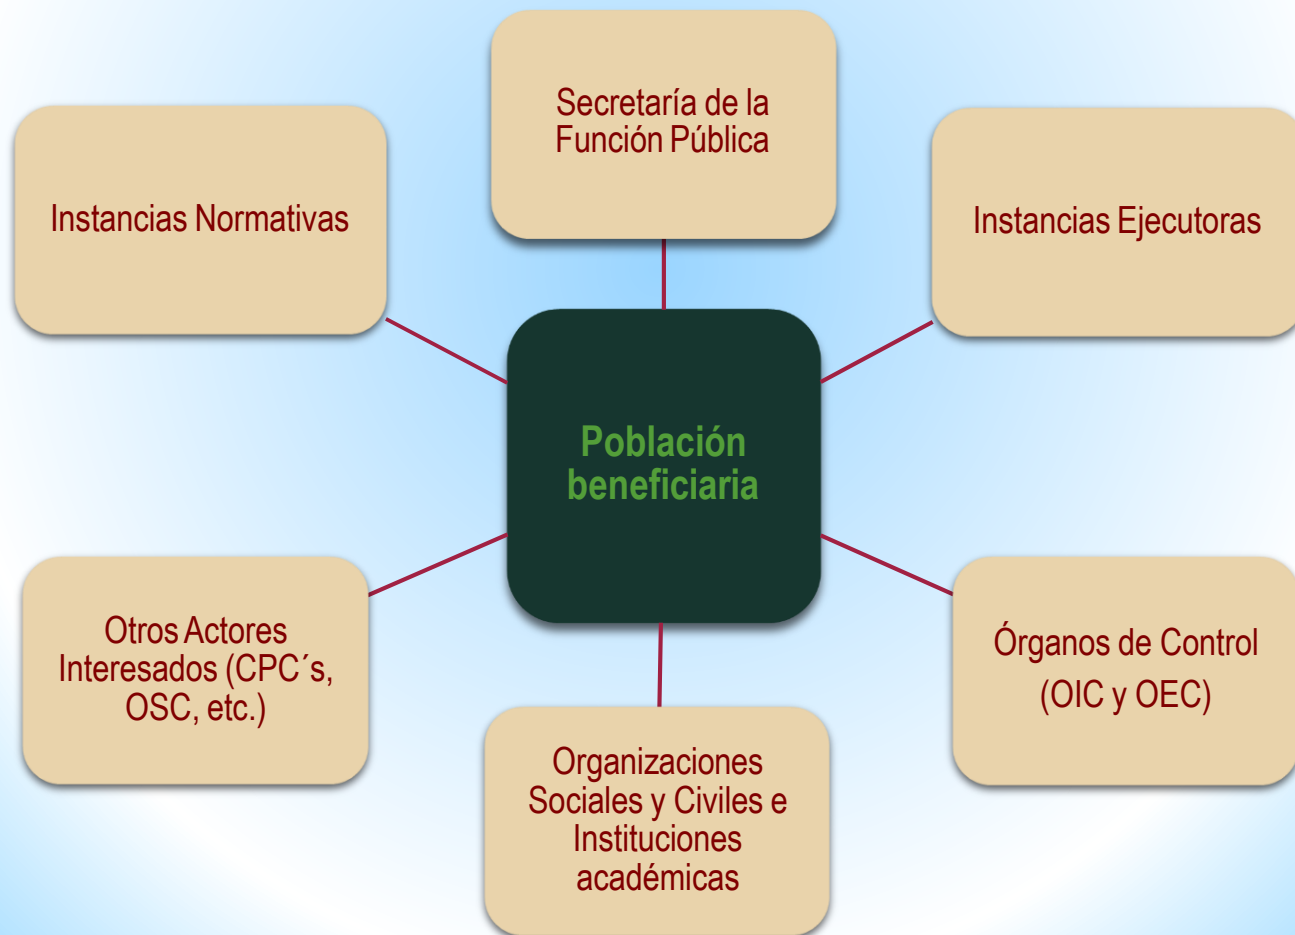 Secretaría de la
Función Pública
Instancias Normativas
Instancias Ejecutoras
Población
beneficiaria
Otros Actores
Interesados (CPC´s,
OSC, etc.)
Órganos de Control
(OIC y OEC)
Organizaciones
Sociales y Civiles e
Instituciones
académicas